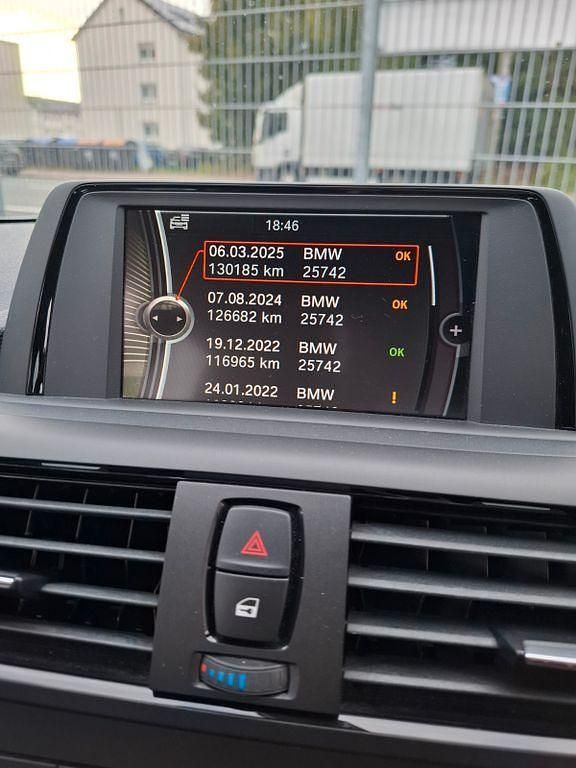 18:46
06.03.2025 BMW OK
130185 km 25742
07.08.2024 BMW OK
126682 km 25742
19.12.2022 BMW OK
116965 km 25742
24.01.2022 BMW !
km